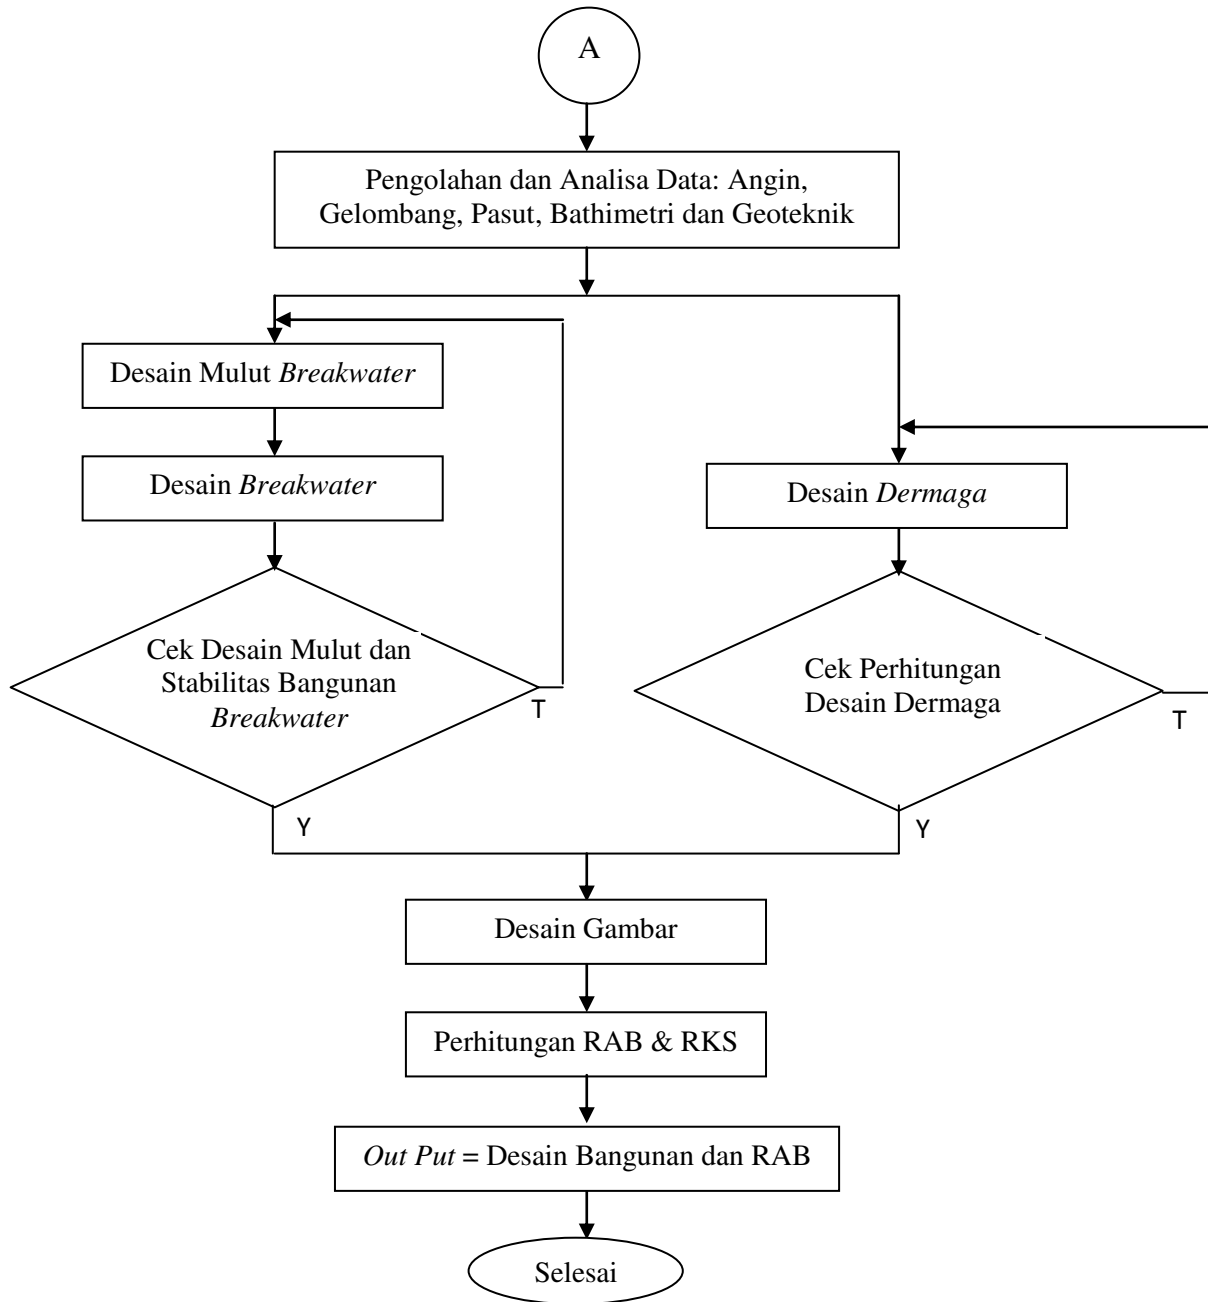 A
Pengolahan dan Analisa Data: Angin,
Gelombang, Pasut, Bathimetri dan Geoteknik
Desain Mulut Breakwater
Desain Breakwater
Desain Dermaga
Cek Desain Mulut dan
Stabilitas Bangunan
Breakwater
T
Cek Perhitungan
Desain Dermaga
T
Y
Y
Desain Gambar
Perhitungan RAB & RKS
Out Put = Desain Bangunan dan RAB
Selesai